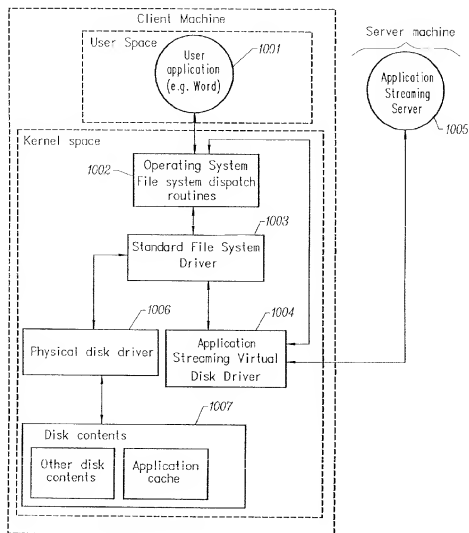 Client Machine
User Space
1001
User
application
(e.g. Word)
Server machine
Application
Streaming
Server
1005
Kernel space
1002
Operating System
File system dispatch
routines
1003
Standard File System
Driver
1006
Physical disk driver
1004
Application
Streaming Virtual
Disk Driver
1007
Disk contents
Other disk
contents
Application
cache